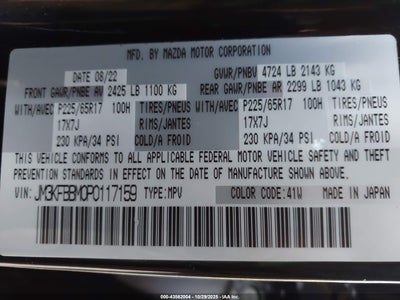 MFD. BY MAZDA MOTOR CORPORATION
DATE 08/22 GVWR/PNBV 4724 LB 2143 KG
FRONT GAWR/PNBE AV 2425 LB 1100 KG REAR GAWR/PNBE AR 2299 LB 1043 KG
WITH/AVEC P225/65R17 100H TIRES/PNEUS WITH/AVEC P225/65R17 100H TIRES/PNEUS
17X7J RIMS/JANTES 17X7J RIMS/JANTES
230 KPA/34 PSI COLD/A FROID 230 KPA/34 PSI COLD/A FROID
THIS VEHICLE CONFORMS TO ALL APPLICABLE FEDERAL MOTOR VEHICLE SAFETY AND THEFT
PREVENTION STANDARDS IN EFFECT ON THE DATE OF MANUFACTURE SHOWN ABOVE.
VIN: JM3KFBBM0P0117159 TYPE: MPV COLOR CODE: 41W MADE IN JAPAN
000-43582004 - 10/29/2025 - IAA Inc.